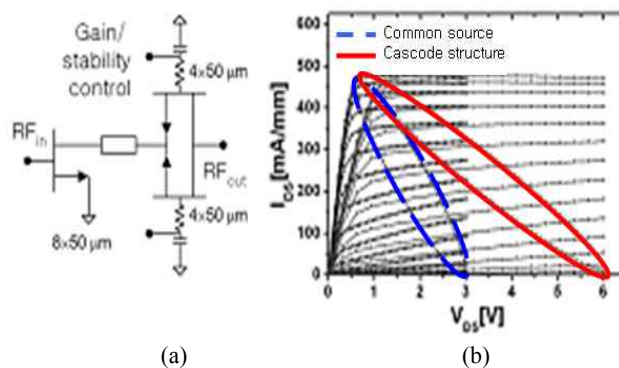 Gain/
stability
control
4×50 μm
RFin
RFout
4×50 μm
8×50 μm
(a)
Common source
Cascode structure
600
500
400
300
200
100
0
IDS[mA/mm]
0 1 2 3 4 5 6
VDS[V]
(b)